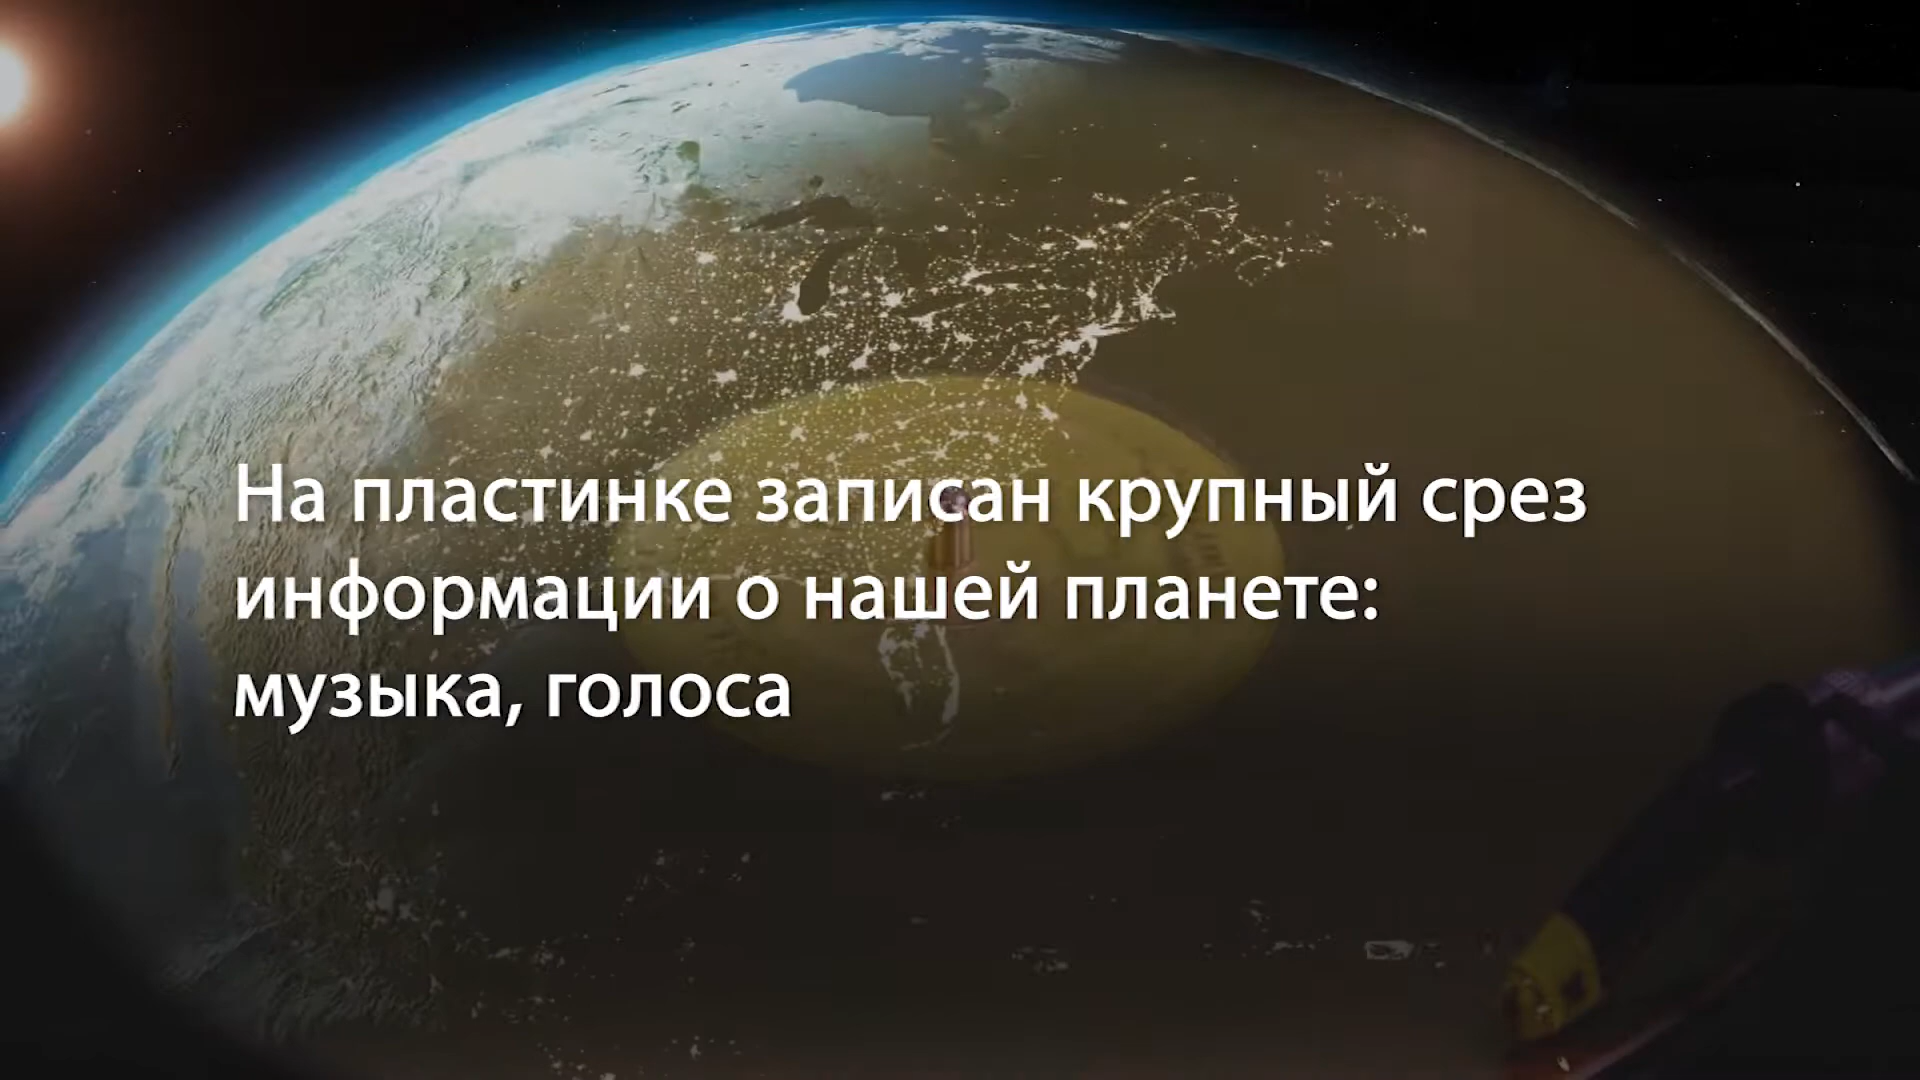 На пластинке записан крупный срез
информации о нашей планете:
музыка, голоса